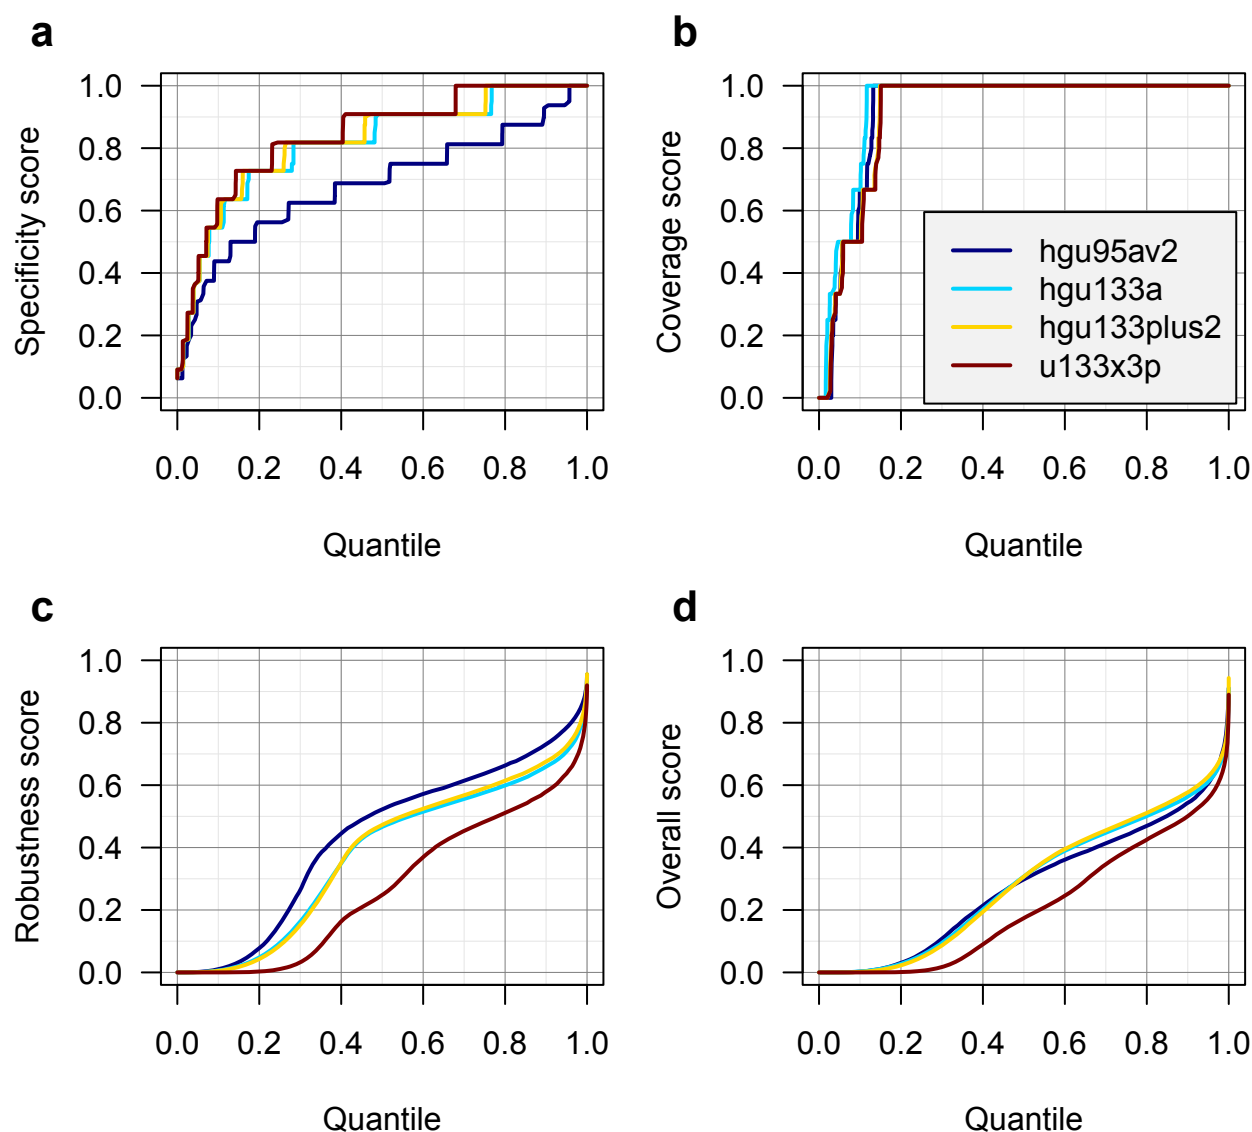 a
Specificity score
1.0
0.8
0.6
0.4
0.2
0.0
0.0 0.2 0.4 0.6 0.8 1.0
Quantile
b
Coverage score
1.0
0.8
0.6
0.4
0.2
0.0
hgu95av2
hgu133a
hgu133plus2
u133x3p
0.0 0.2 0.4 0.6 0.8 1.0
Quantile
c
Robustness score
1.0
0.8
0.6
0.4
0.2
0.0
0.0 0.2 0.4 0.6 0.8 1.0
Quantile
d
Overall score
1.0
0.8
0.6
0.4
0.2
0.0
0.0 0.2 0.4 0.6 0.8 1.0
Quantile